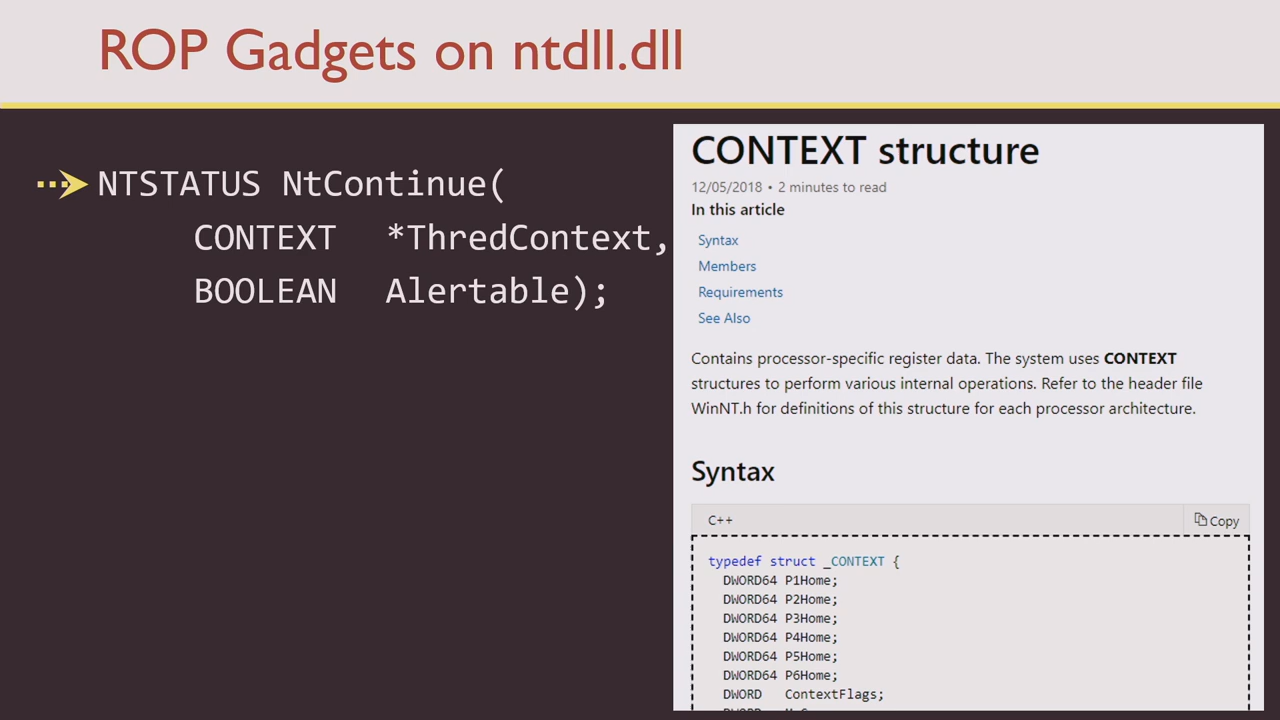 ROP Gadgets on ntdll.dll
NTSTATUS NtContinue(
CONTEXT *ThredContext,
BOOLEAN Alertable);
CONTEXT structure
12/05/2018 • 2 minutes to read
In this article
Syntax
Members
Requirements
See Also
Contains processor-specific register data. The system uses CONTEXT
structures to perform various internal operations. Refer to the header file
WinNT.h for definitions of this structure for each processor architecture.
Syntax
C++
Copy
typedef struct _CONTEXT {
DWORD64 P1Home;
DWORD64 P2Home;
DWORD64 P3Home;
DWORD64 P4Home;
DWORD64 P5Home;
DWORD64 P6Home;
DWORD ContextFlags;